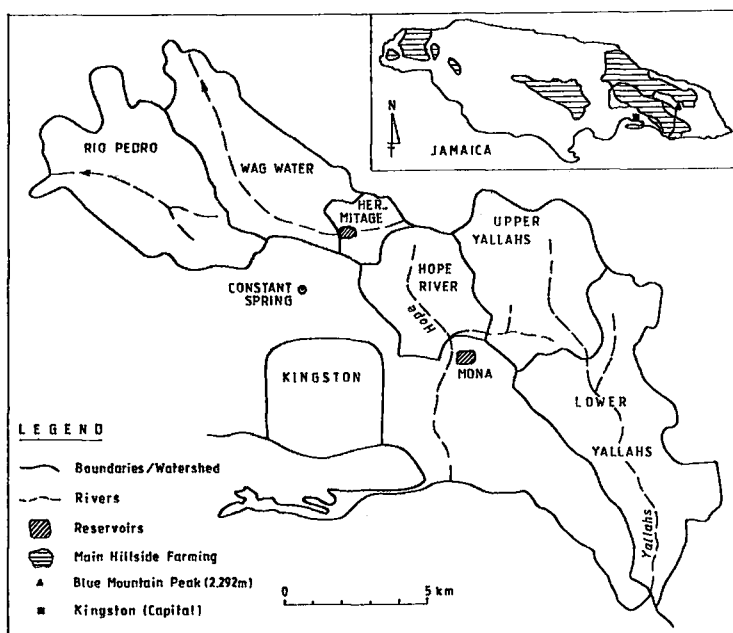 N
JAMAICA
RIO PEDRO
WAG WATER
HER-
MITAGE
UPPER
YALLAHS
HOPE
RIVER
Hope
CONSTANT
SPRING
MONA
KINGSTON
LOWER
YALLAHS
Yallahs
LEGEND
Boundaries/Watershed
Rivers
Reservoirs
Main Hillside Farming
Blue Mountain Peak (2,292m)
Kingston (Capital)
0 5 km